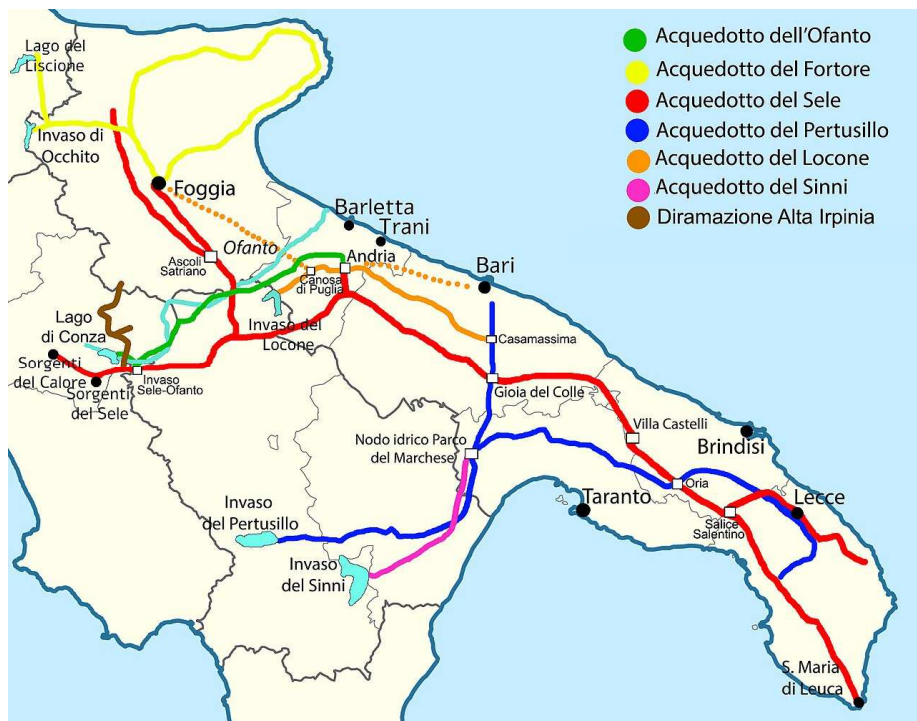 Acquedotto dell'Ofanto
Acquedotto del Fortore
Acquedotto del Sele
Acquedotto del Pertusillo
Acquedotto del Locone
Acquedotto del Sinni
Diramazione Alta Irpinia
Lago del
Liscione
Invaso di
Occhito
Foggia
Barletta
Trani
Ofanto
Ascoli
Satriano
Andria
Canosa
di Puglia
Bari
Lago
di Conza
Invaso del
Locone
Casamassima
Sorgenti
del Calore
Sorgenti
del Sele
Invaso
Sele-Ofanto
Gioia del Colle
Villa Castelli
Nodo idrico Parco
del Marchese
Brindisi
Oria
Taranto
Lecce
Salice
Salentino
Invaso
del Pertusillo
Invaso
del Sinni
S. Maria
di Leuca